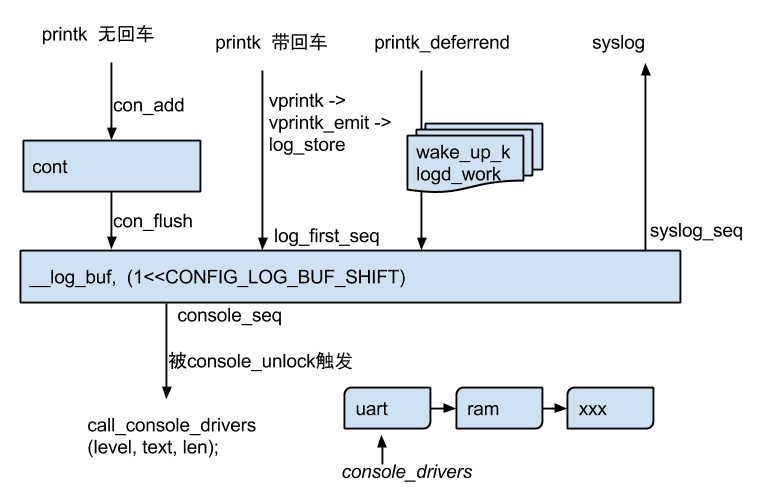 printk 无回车
printk 带回车
printk_deferrend
syslog
con_add
vprintk ->
vprintk_emit ->
log_store
cont
wake_up_k
logd_work
con_flush
log_first_seq
syslog_seq
__log_buf, (1<<CONFIG_LOG_BUF_SHIFT)
console_seq
被console_unlock触发
call_console_drivers
(level, text, len);
uart
ram
xxx
console_drivers